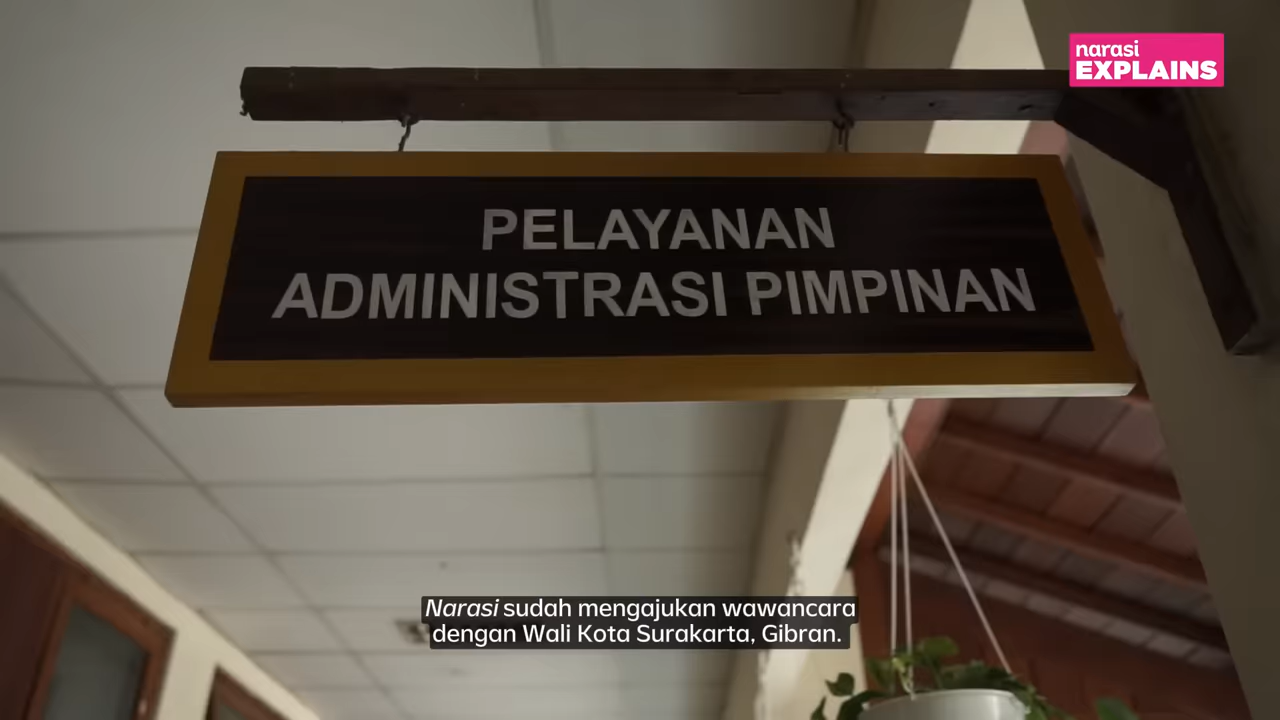 narasi
EXPLAINS
PELAYANAN
ADMINISTRASI PIMPINAN
Narasi sudah mengajukan wawancara
dengan Wali Kota Surakarta, Gibran.